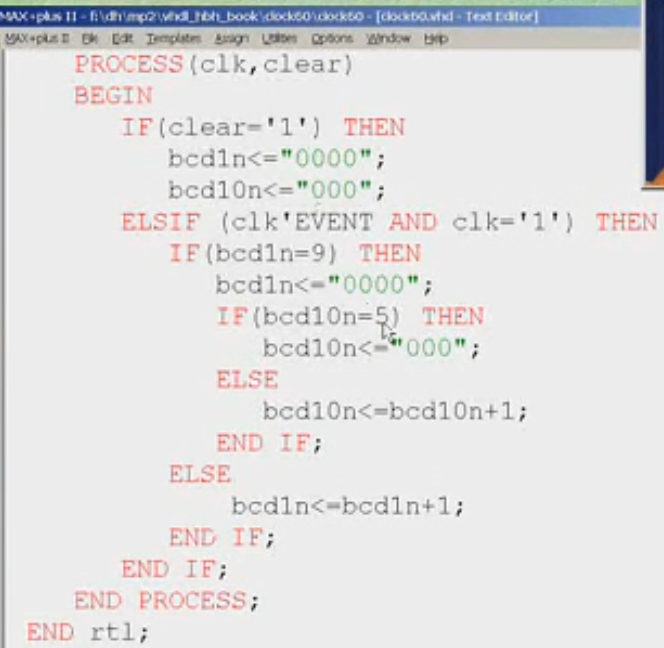 MAX+plus II - f:\dh\mp2\vhdl_hbh_book\clock60\clock60 - [clock60.vhd - Text Editor]
MAX+plus II File Edit Templates Assign Utilities Options Window Help
PROCESS(clk,clear)
BEGIN
IF(clear='1') THEN
bcd1n<="0000";
bcd10n<="000";
ELSIF (clk'EVENT AND clk='1') THEN
IF(bcd1n=9) THEN
bcd1n<="0000";
IF(bcd10n=5) THEN
bcd10n<="000";
ELSE
bcd10n<=bcd10n+1;
END IF;
ELSE
bcd1n<=bcd1n+1;
END IF;
END IF;
END PROCESS;
END rtl;